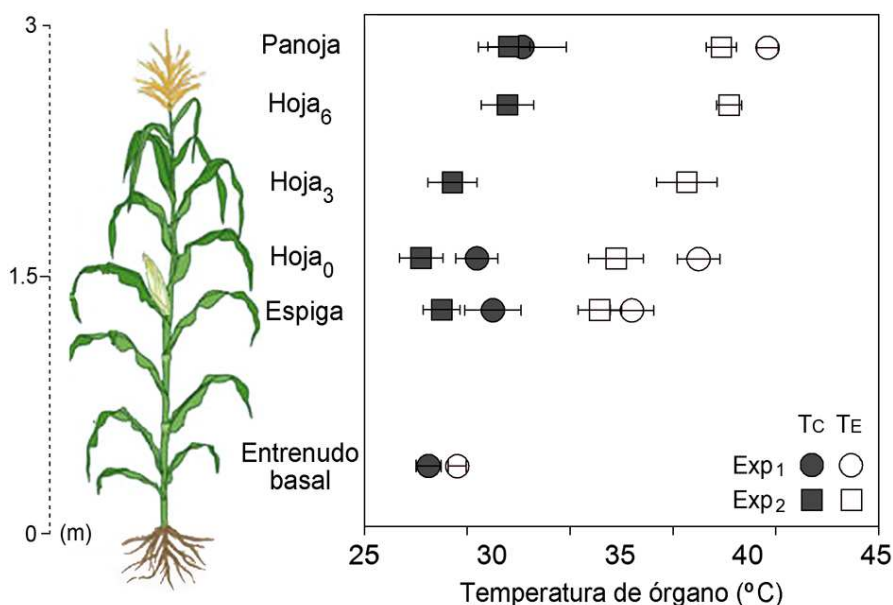 3
1.5
0 (m)
Panoja
Hoja6
Hoja3
Hoja0
Espiga
Entrenudo
basal
TC TE
Exp1
Exp2
25 30 35 40 45
Temperatura de órgano (ºC)